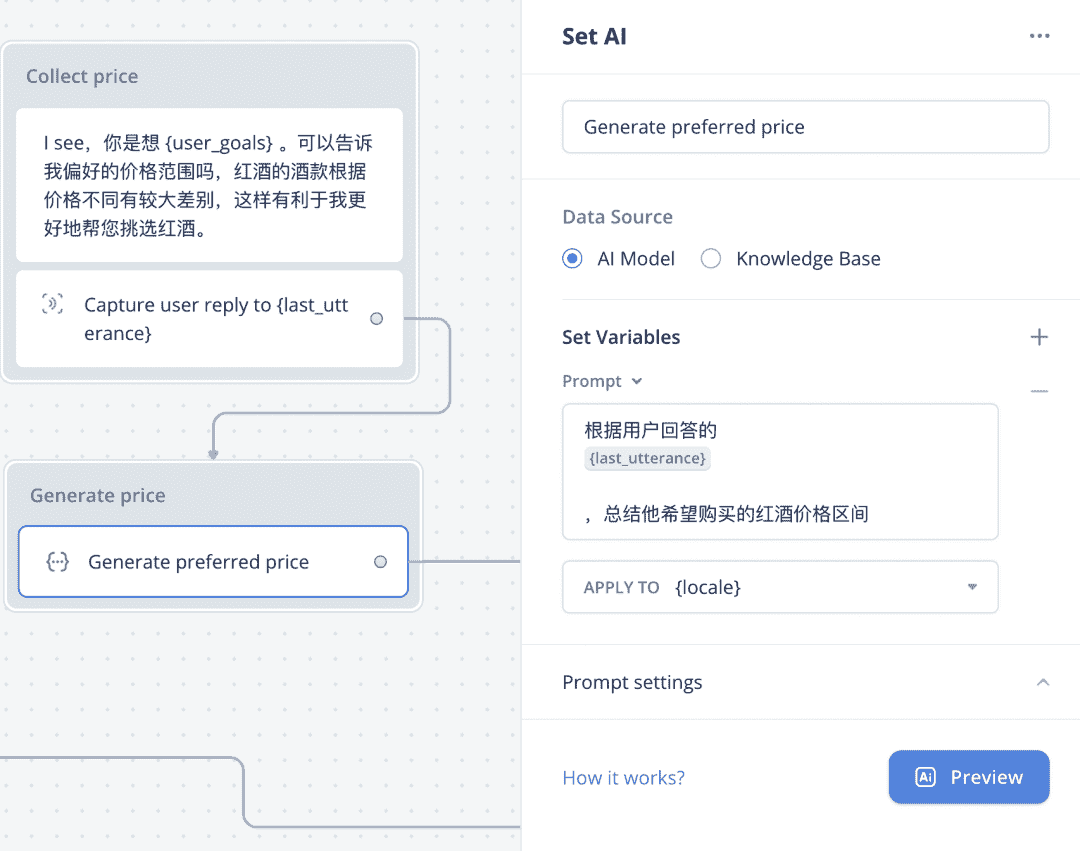 Collect price
I see，你是想 {user_goals} 。可以告诉
我偏好的价格范围吗，红酒的酒款根据
价格不同有较大差别，这样有利于我更
好地帮您挑选红酒。
Capture user reply to {last_utt
erance}
Generate price
Generate preferred price
Set AI
Generate preferred price
Data Source
AI Model
Knowledge Base
Set Variables
Prompt
根据用户回答的
{last_utterance}
，总结他希望购买的红酒价格区间
APPLY TO {locale}
Prompt settings
How it works?
Ai Preview